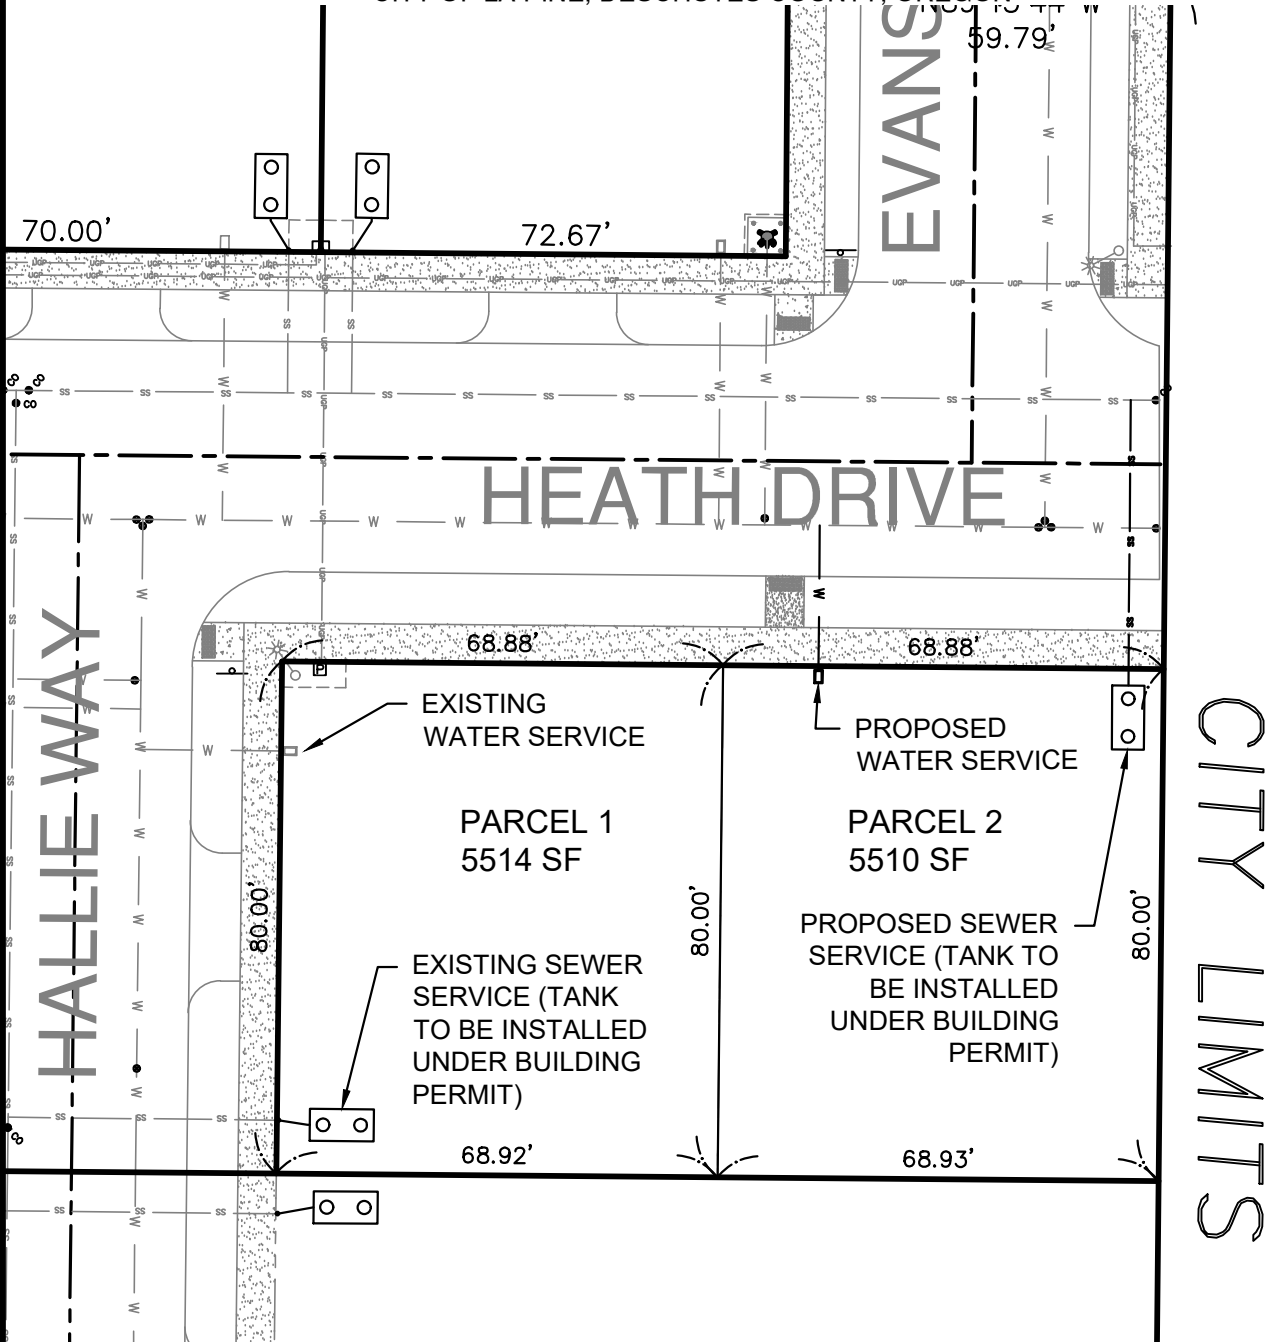 59.79'
EVANS
70.00'
72.67'
HEATH DRIVE
HALLIE WAY
68.88'
68.88'
EXISTING
WATER SERVICE
PROPOSED
WATER SERVICE
PARCEL 1
5514 SF
PARCEL 2
5510 SF
80.00'
80.00'
80.00'
EXISTING SEWER
SERVICE (TANK
TO BE INSTALLED
UNDER BUILDING
PERMIT)
PROPOSED SEWER
SERVICE (TANK TO
BE INSTALLED
UNDER BUILDING
PERMIT)
68.92'
68.93'
CITY LIMITS